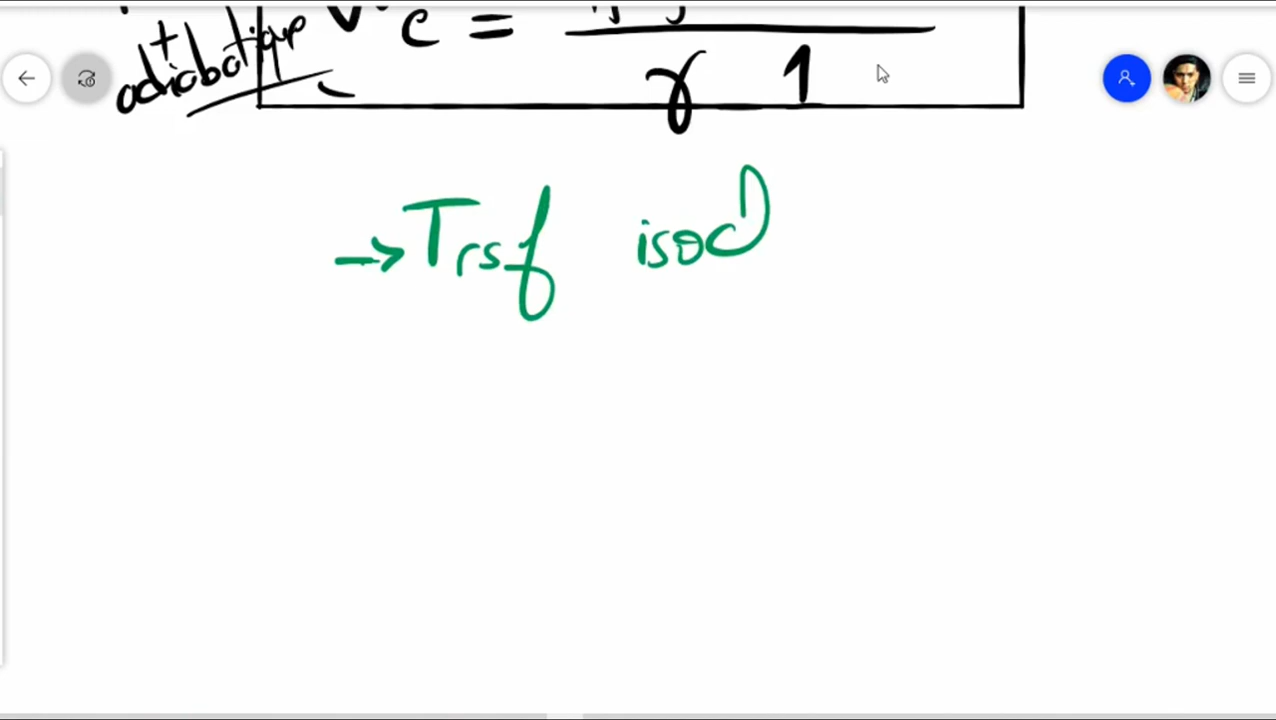 +
adiabatique
c =
γ 1
→ Trsf isoc